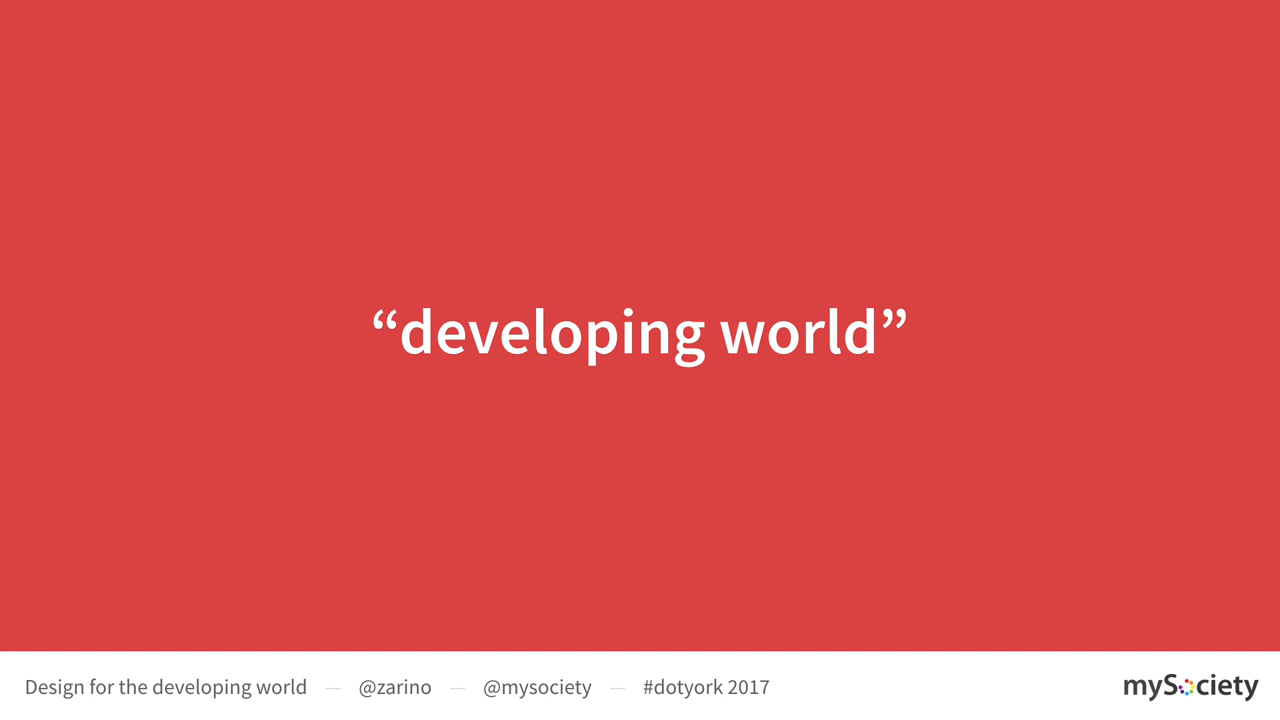 “developing world”
Design for the developing world — @zarino — @mysociety — #dotyork 2017
mySociety